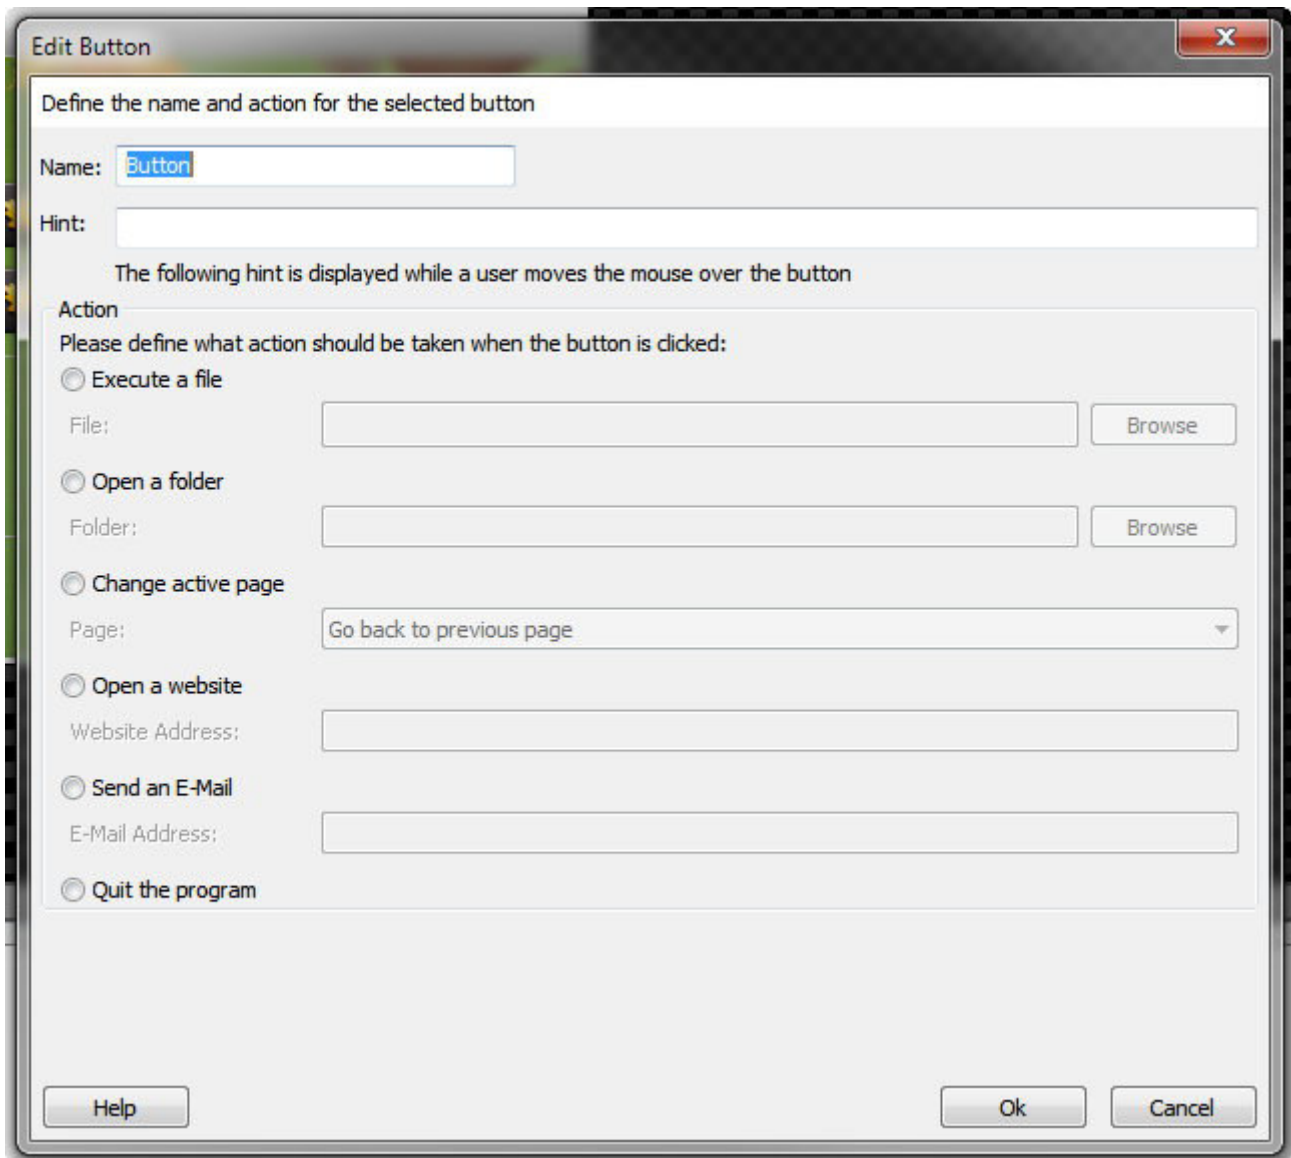 Edit Button
Define the name and action for the selected button
Name: Button
Hint:
The following hint is displayed while a user moves the mouse over the button
Action
Please define what action should be taken when the button is clicked:
Execute a file
File: Browse
Open a folder
Folder: Browse
Change active page
Page: Go back to previous page
Open a website
Website Address:
Send an E-Mail
E-Mail Address:
Quit the program
Help Ok Cancel